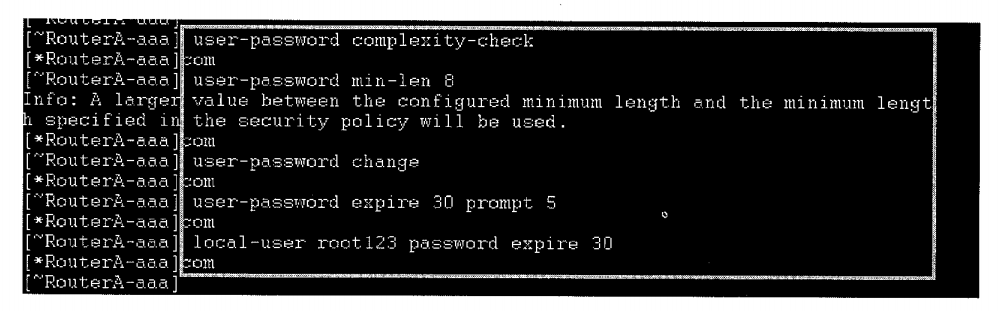 [~RouterA-aaa] user-password complexity-check
[*RouterA-aaa]com
[~RouterA-aaa] user-password min-len 8
Info: A larger value between the configured minimum length and the minimum lengt
h specified in the security policy will be used.
[*RouterA-aaa]com
[~RouterA-aaa] user-password change
[*RouterA-aaa]com
[~RouterA-aaa] user-password expire 30 prompt 5
[*RouterA-aaa]com
[~RouterA-aaa] local-user root123 password expire 30
[*RouterA-aaa]com
[~RouterA-aaa]